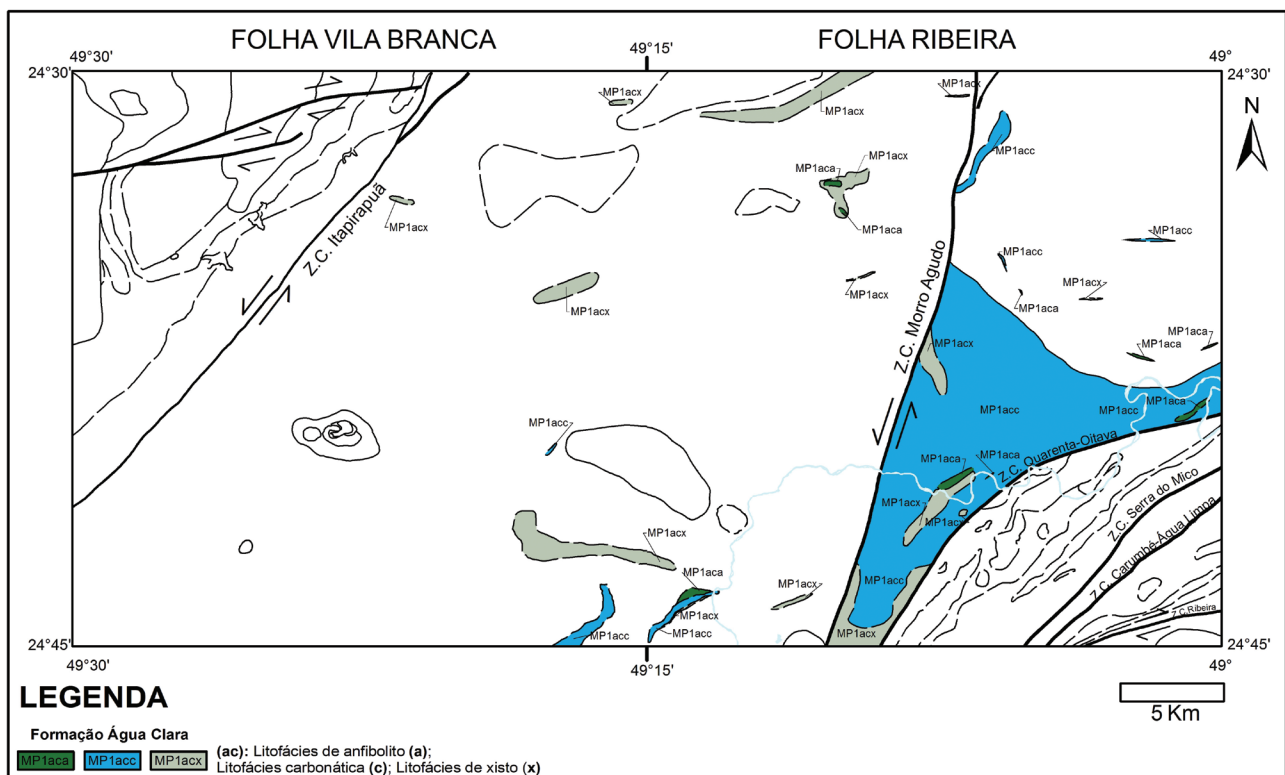 FOLHA VILA BRANCA
FOLHA RIBEIRA
49°30'
49°15'
49°
24°30'
24°30'
N
MP1acx
MP1acx
MP1acx
MP1acc
MP1acx
MP1aca
MP1aca
MP1acx
Z.C. Itapirapuã
MP1acc
MP1acc
MP1acx
MP1aca
MP1acx
MP1acx
Z.C. Morro Agudo
MP1aca
MP1aca
MP1acx
MP1acc
MP1acc
MP1aca
MP1acc
MP1aca
MP1aca
Z.C. Quarenta-Oitava
MP1acx
MP1acx
Z.C. Serra do Mico
Z.C. Carumbé-Água Limpa
Z.C.Ribeira
MP1acx
MP1aca
MP1acx
MP1acc
MP1acx
MP1acc
MP1acc
MP1acx
24°45'
24°45'
49°30'
49°15'
49°
LEGENDA
5 Km
Formação Água Clara
MP1aca
MP1acc
MP1acx
(ac): Litofácies de anfibolito (a);
Litofácies carbonática (c); Litofácies de xisto (x)